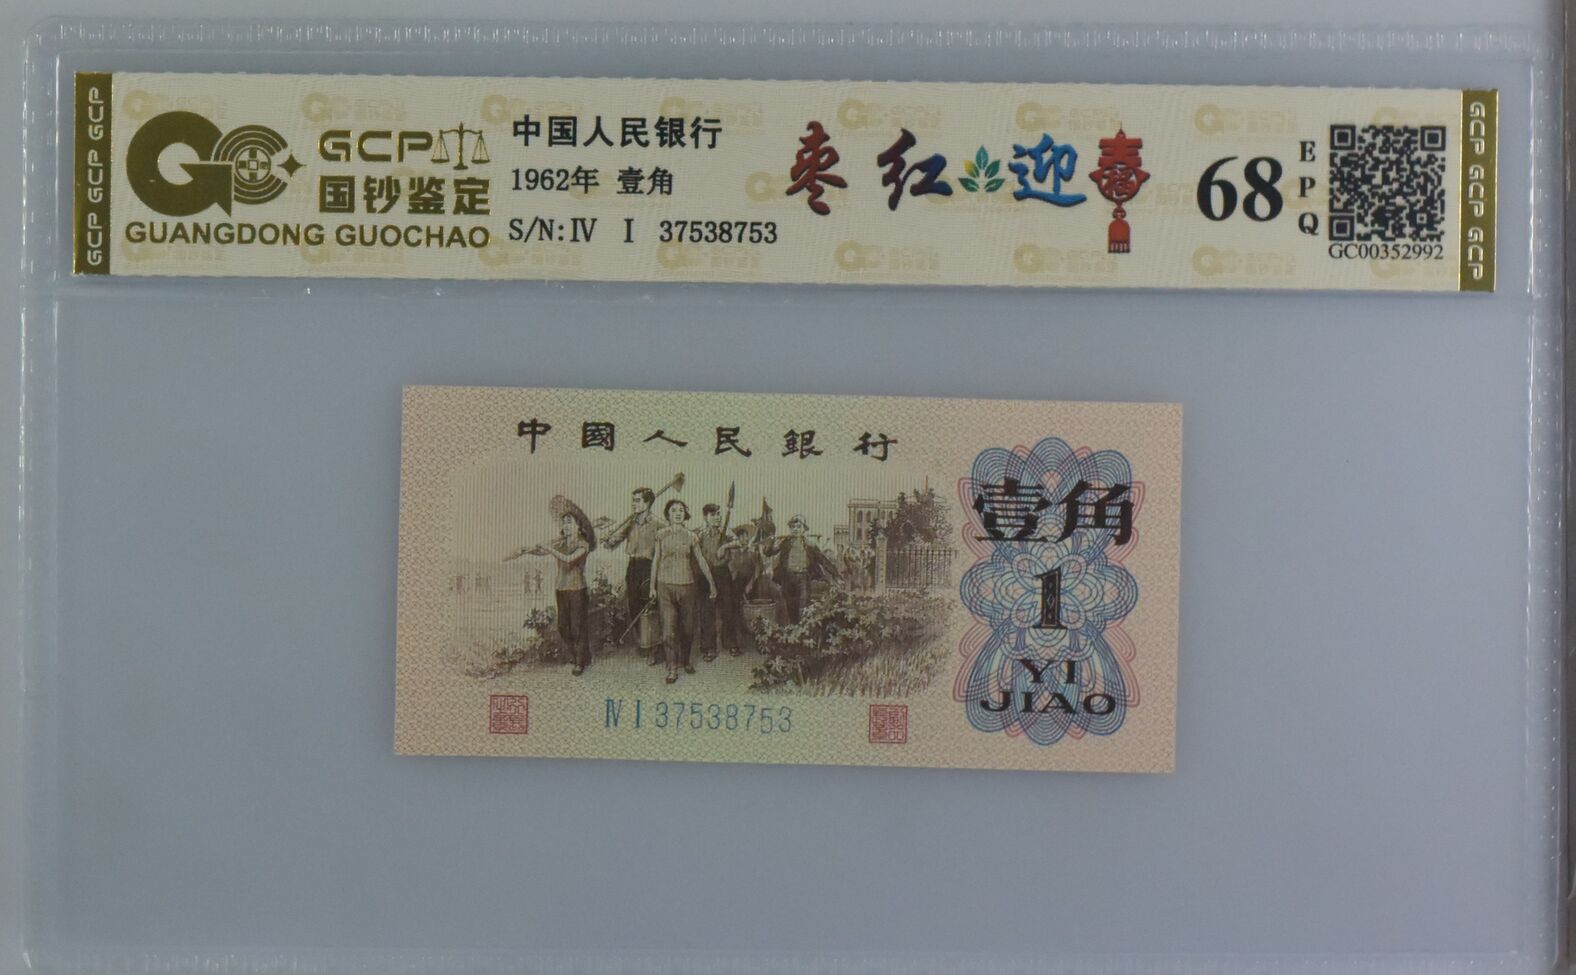 GCP GCP GCP
GCP
国钞鉴定
GUANGDONG GUOCHAO
中国人民银行
1962年 壹角
S/N: IV I 37538753
枣红迎春
68
EPQ
GC00352992
GCP GCP GCP
中國人民銀行
壹角
1
YI
JIAO
IV I 37538753